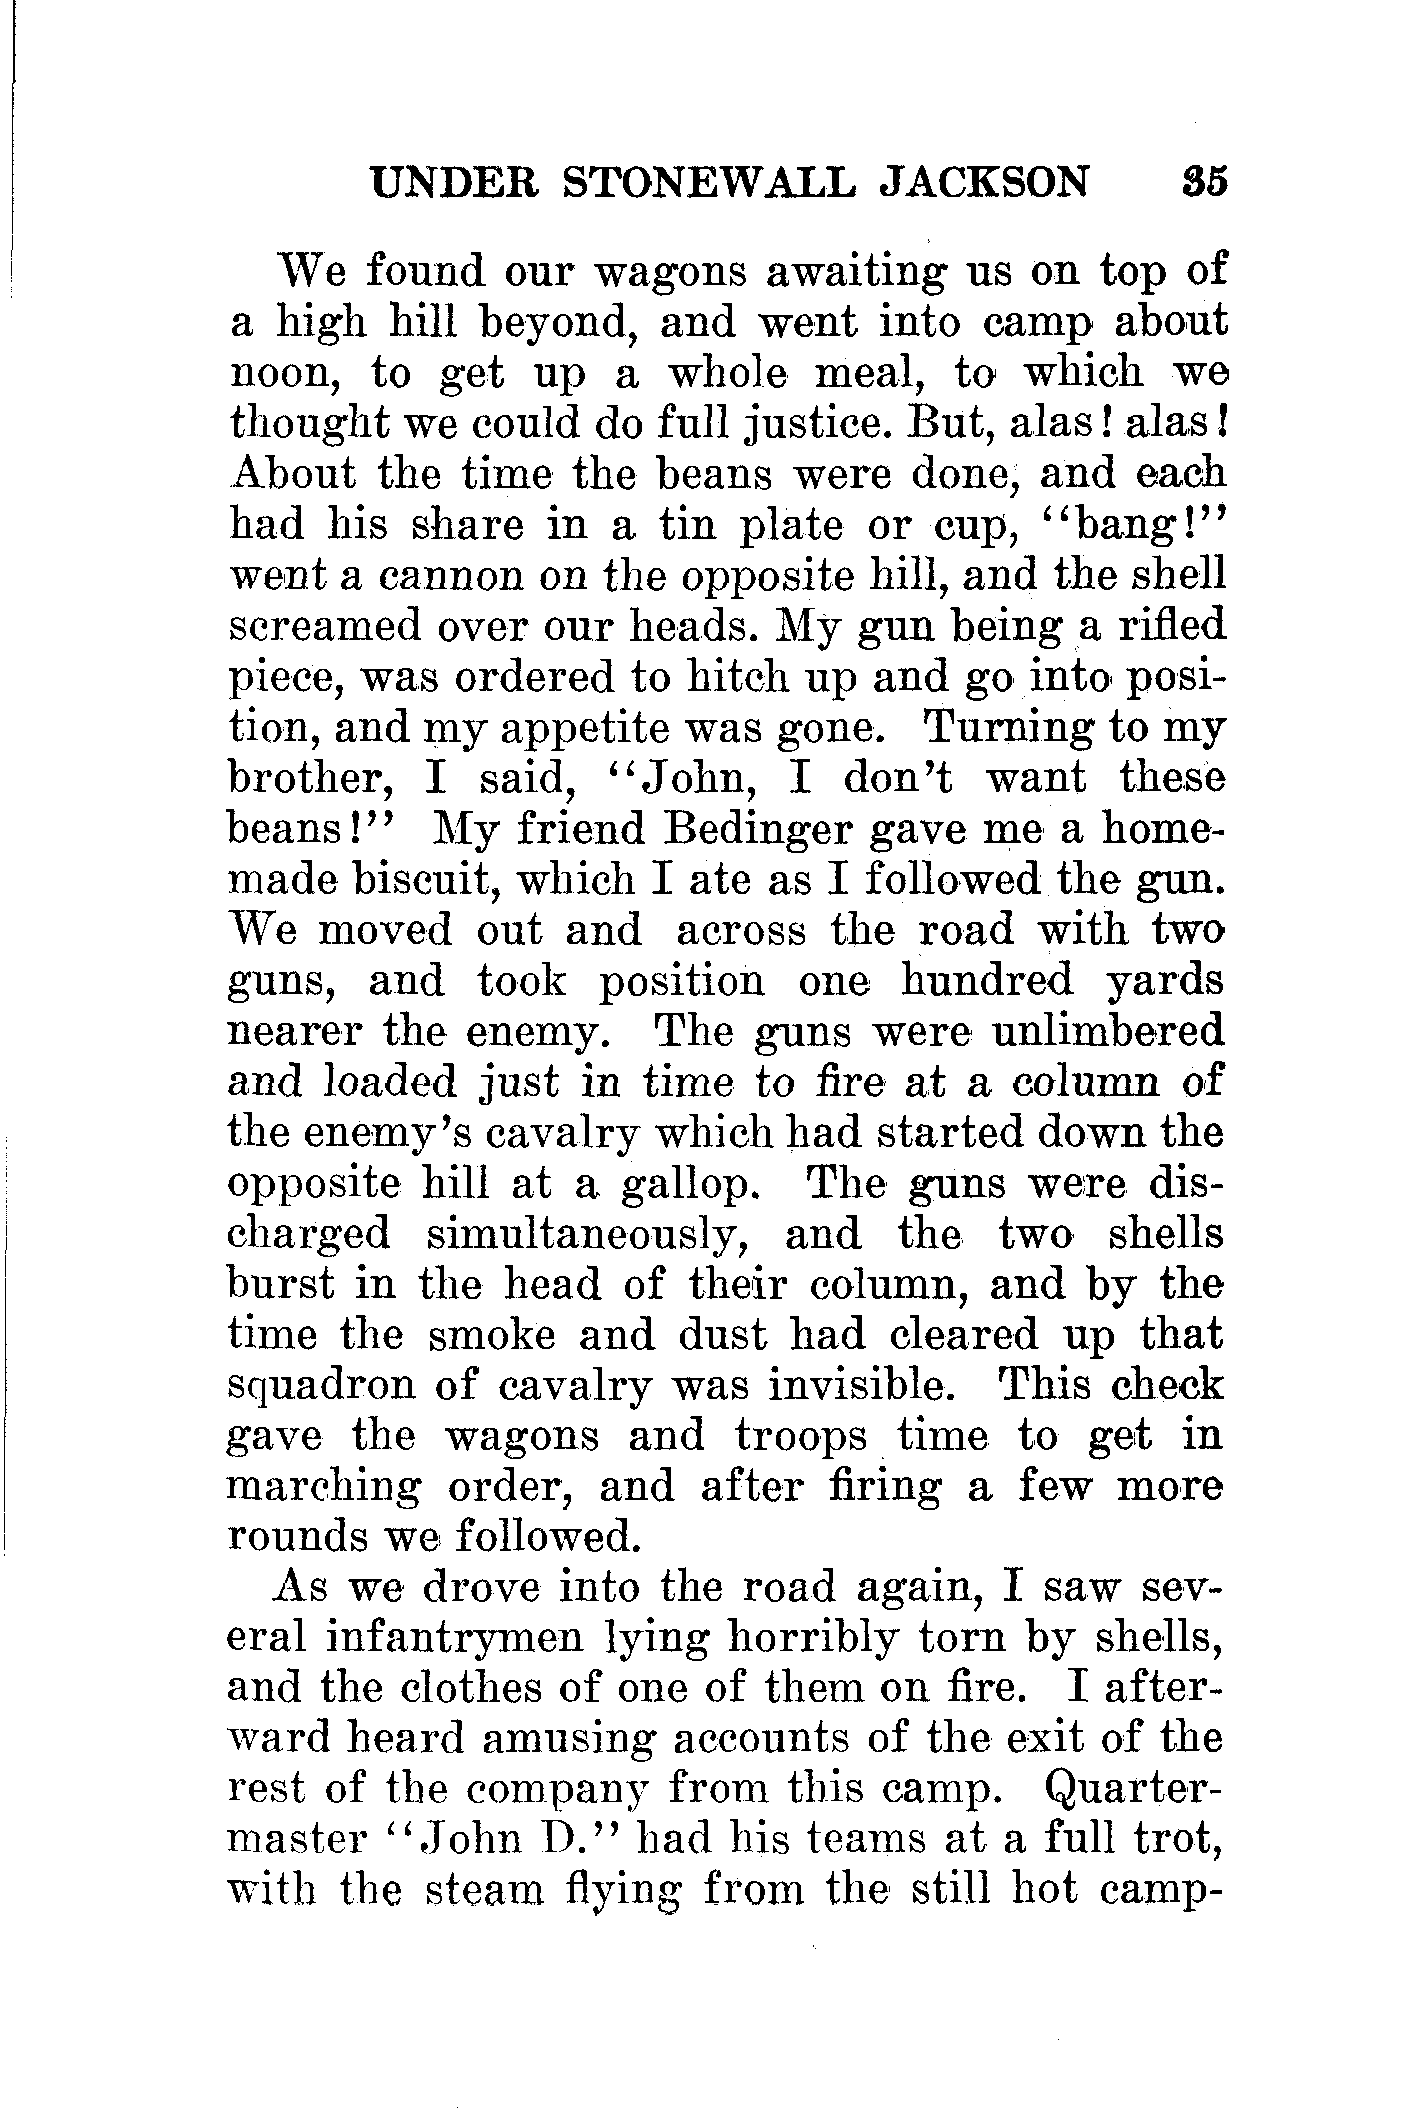 UNDER STONEWALL JACKSON 35
We found our wagons awaiting us on top of
a high hill beyond, and went into camp about
noon, to get up a whole meal, to which we
thought we could do full justice. But, alas! alas!
About the time the beans were done, and each
had his share in a tin plate or cup, "bang!"
went a cannon on the opposite hill, and the shell
screamed over our heads. My gun being a rifled
piece, was ordered to hitch up and go into posi-
tion, and my appetite was gone. Turning to my
brother, I said, "John, I don't want these
beans!" My friend Bedinger gave me a home-
made biscuit, which I ate as I followed the gun.
We moved out and across the road with two
guns, and took position one hundred yards
nearer the enemy. The guns were unlimbered
and loaded just in time to fire at a column of
the enemy's cavalry which had started down the
opposite hill at a gallop. The guns were dis-
charged simultaneously, and the two shells
burst in the head of their column, and by the
time the smoke and dust had cleared up that
squadron of cavalry was invisible. This check
gave the wagons and troops time to get in
marching order, and after firing a few more
rounds we followed.
As we drove into the road again, I saw sev-
eral infantrymen lying horribly torn by shells,
and the clothes of one of them on fire. I after-
ward heard amusing accounts of the exit of the
rest of the company from this camp. Quarter-
master "John D." had his teams at a full trot,
with the steam flying from the still hot camp-